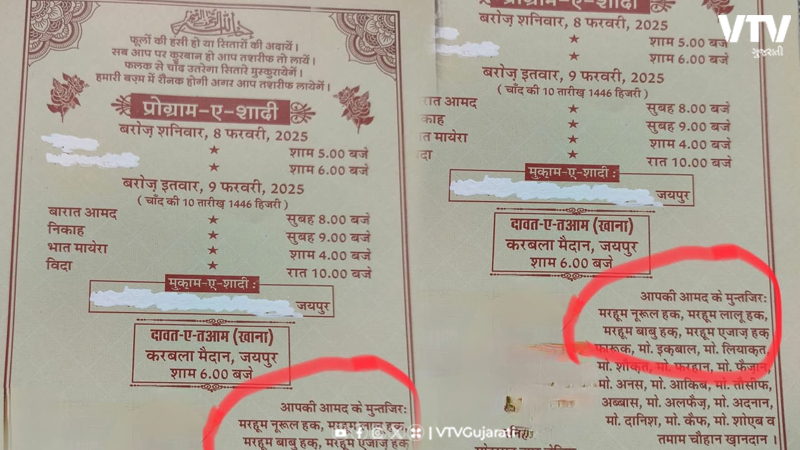 फूलों की हसी हो या सितारों की अदायें।
सब आप पर कुरबान हो आप तशरीफ तो लायें।
फलक से चाँद उतरेगा सितारे मुस्कुरायेगें।
हमारी बज़्म में रौनक होगी अगर आप तशरीफ लायेगें।
प्रोग्राम-ए-शादी
बरोज़ शनिवार, 8 फरवरी, 2025
★ शाम 5.00 बजे
★ शाम 6.00 बजे
बरोज़ इतवार, 9 फरवरी, 2025
( चाँद की 10 तारीख़ 1446 हिजरी )
बारात आमद ★ सुबह 8.00 बजे
निकाह ★ सुबह 9.00 बजे
भात मायेरा ★ शाम 4.00 बजे
विदा ★ रात 10.00 बजे
मुक़ाम-ए-शादी :
जयपुर
दावत-ए-तआम (खाना)
करबला मैदान, जयपुर
शाम 6.00 बजे
आपकी आमद के मुन्तजिर:
मरहूम नूरूल हक, मरहूम लालू हक,
मरहूम बाबु हक, मरहूम एजाज़ हक़
प्रोग्राम-ए-शादी
बरोज़ शनिवार, 8 फरवरी, 2025
★ शाम 5.00 बजे
★ शाम 6.00 बजे
बरोज़ इतवार, 9 फरवरी, 2025
( चाँद की 10 तारीख़ 1446 हिजरी )
ारात आमद ★ सुबह 8.00 बजे
काह ★ सुबह 9.00 बजे
त मायेरा ★ शाम 4.00 बजे
दा ★ रात 10.00 बजे
मुक़ाम-ए-शादी :
जयपुर
दावत-ए-तआम (खाना)
करबला मैदान, जयपुर
शाम 6.00 बजे
आपकी आमद के मुन्तजिर:
मरहूम नूरूल हक, मरहूम लालू हक,
मरहूम बाबु हक, मरहूम एजाज़ हक़
फारूक, मो. इकबाल, मो. लियाक़त,
मो. शौकत, मो. फरहान, मो. फैज़ान,
मो. अनस, मो. आकिब, मो. तौसीफ,
अब्बास, मो. अलफैज़, मो. अदनान,
मो. दानिश, मो. कैफ, मो. शोएब व
तमाम चौहान ख़ानदान।
VTV
ગુજરાતી
| VTVGujarati